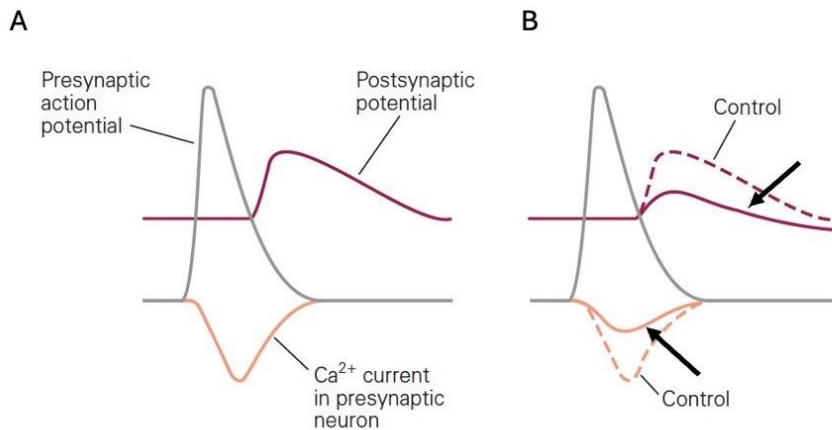 A
B
Presynaptic
action
potential
Postsynaptic
potential
Ca²⁺ current
in presynaptic
neuron
Control
Control